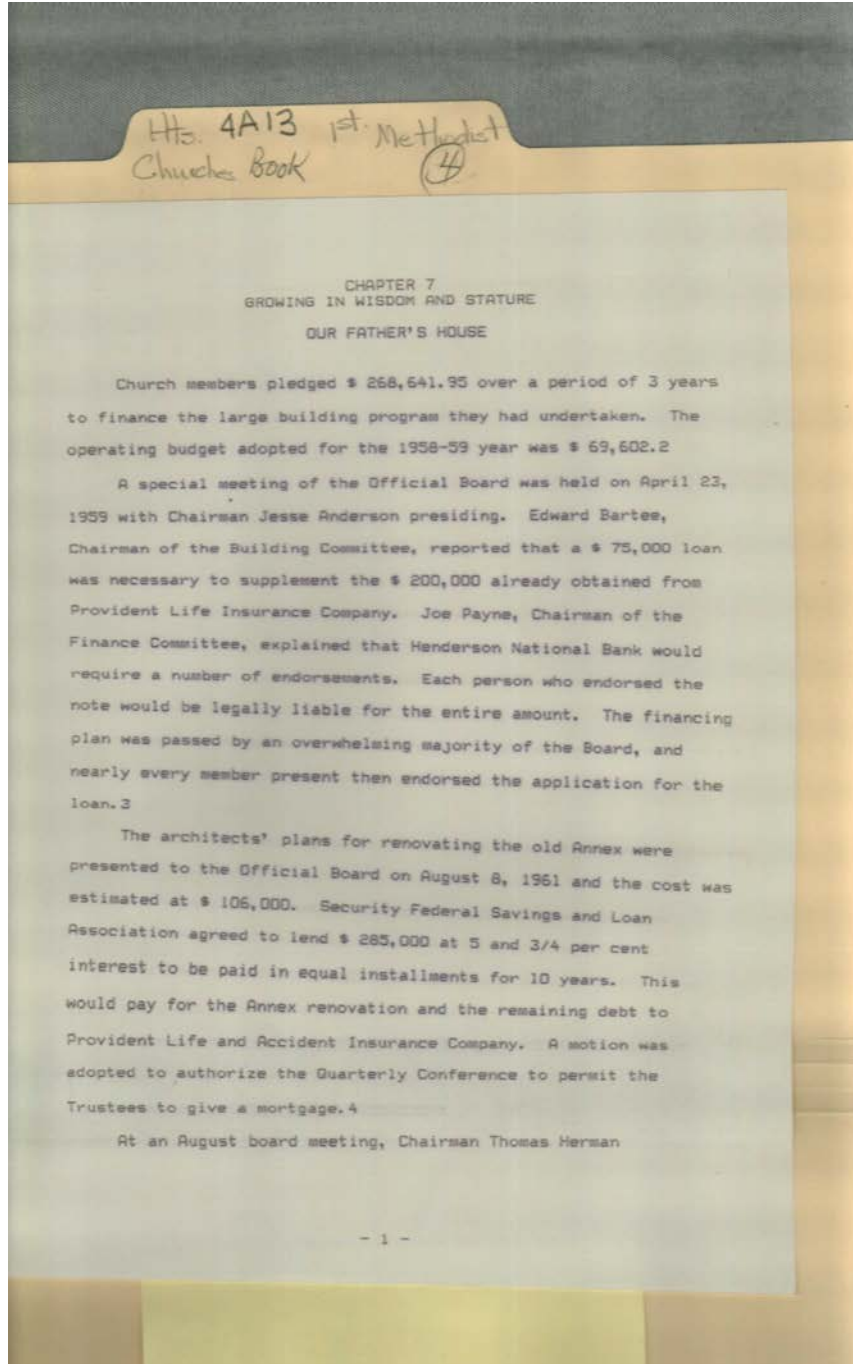 Hts. 4A13 1st. Methodist
Churches Book 4
CHAPTER 7
GROWING IN WISDOM AND STATURE
OUR FATHER'S HOUSE
Church members pledged $ 268,641.95 over a period of 3 years
to finance the large building program they had undertaken. The
operating budget adopted for the 1958-59 year was $ 69,602.2
A special meeting of the Official Board was held on April 23,
1959 with Chairman Jesse Anderson presiding. Edward Bartee,
Chairman of the Building Committee, reported that a $ 75,000 loan
was necessary to supplement the $ 200,000 already obtained from
Provident Life Insurance Company. Joe Payne, Chairman of the
Finance Committee, explained that Henderson National Bank would
require a number of endorsements. Each person who endorsed the
note would be legally liable for the entire amount. The financing
plan was passed by an overwhelming majority of the Board, and
nearly every member present then endorsed the application for the
loan.3
The architects' plans for renovating the old Annex were
presented to the Official Board on August 8, 1961 and the cost was
estimated at $ 106,000. Security Federal Savings and Loan
Association agreed to lend $ 285,000 at 5 and 3/4 per cent
interest to be paid in equal installments for 10 years. This
would pay for the Annex renovation and the remaining debt to
Provident Life and Accident Insurance Company. A motion was
adopted to authorize the Quarterly Conference to permit the
Trustees to give a mortgage.4
At an August board meeting, Chairman Thomas Herman
- 1 -